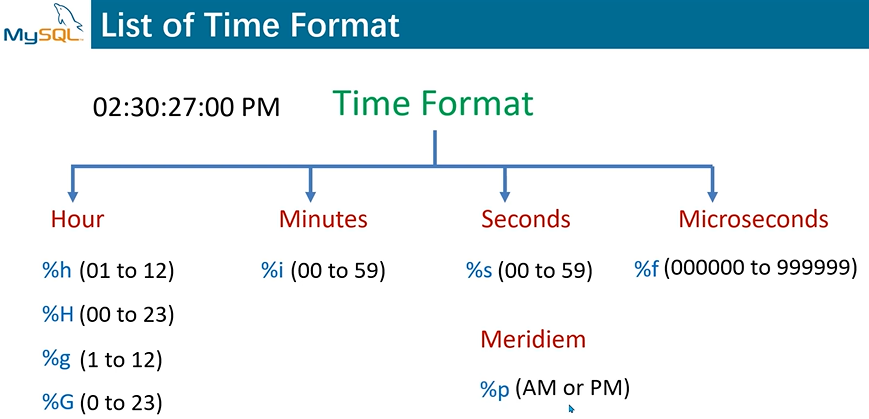 MySQL
List of Time Format
02:30:27:00 PM
Time Format
Hour
Minutes
Seconds
Microseconds
%h (01 to 12)
%i (00 to 59)
%s (00 to 59)
%f (000000 to 999999)
%H (00 to 23)
%g (1 to 12)
%G (0 to 23)
Meridiem
%p (AM or PM)